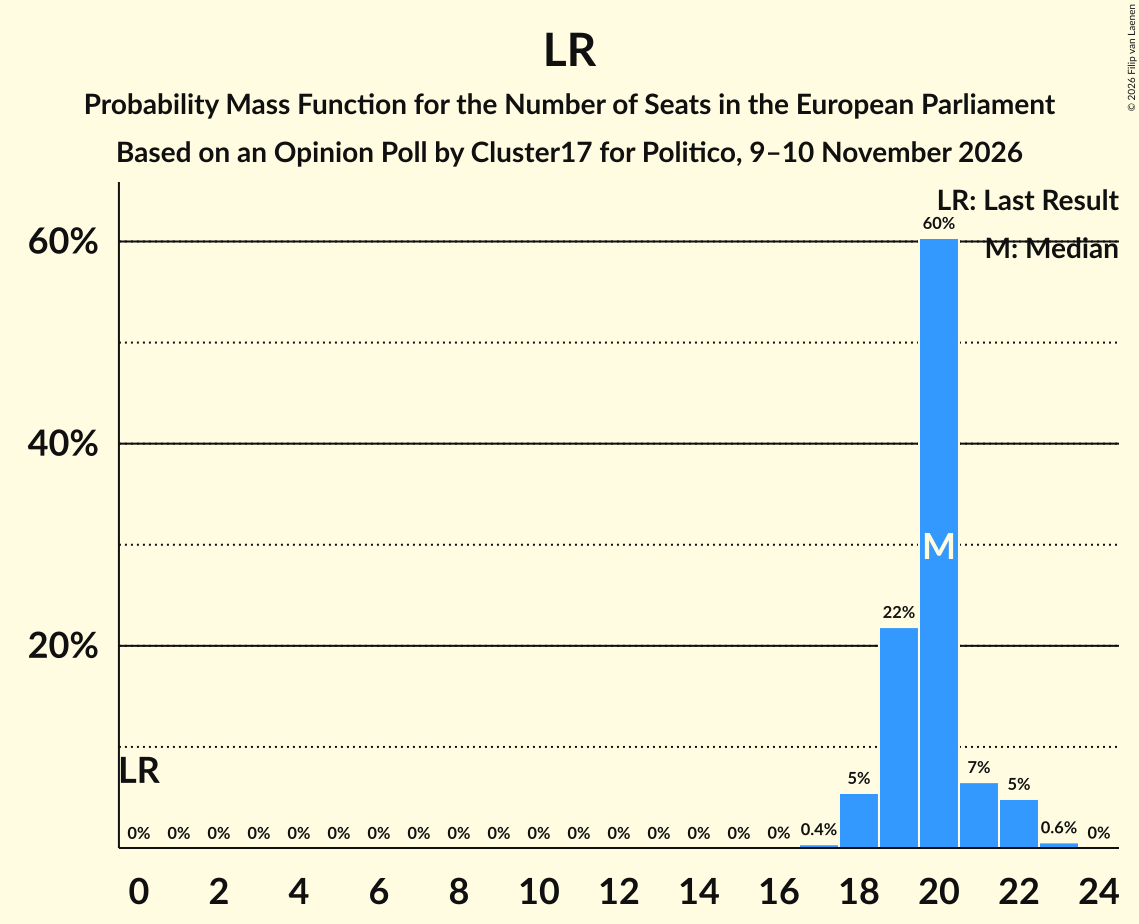 LR
Probability Mass Function for the Number of Seats in the European Parliament
Based on an Opinion Poll by Cluster17 for Politico, 9–10 November 2026
© 2026 Filip van Laenen
LR: Last Result
M: Median
60%
40%
20%
60%
M
22%
LR
0% 0% 0% 0% 0% 0% 0% 0% 0% 0% 0% 0% 0% 0% 0% 0% 0% 0.4% 5% 7% 5% 0.6% 0%
0 2 4 6 8 10 12 14 16 18 20 22 24